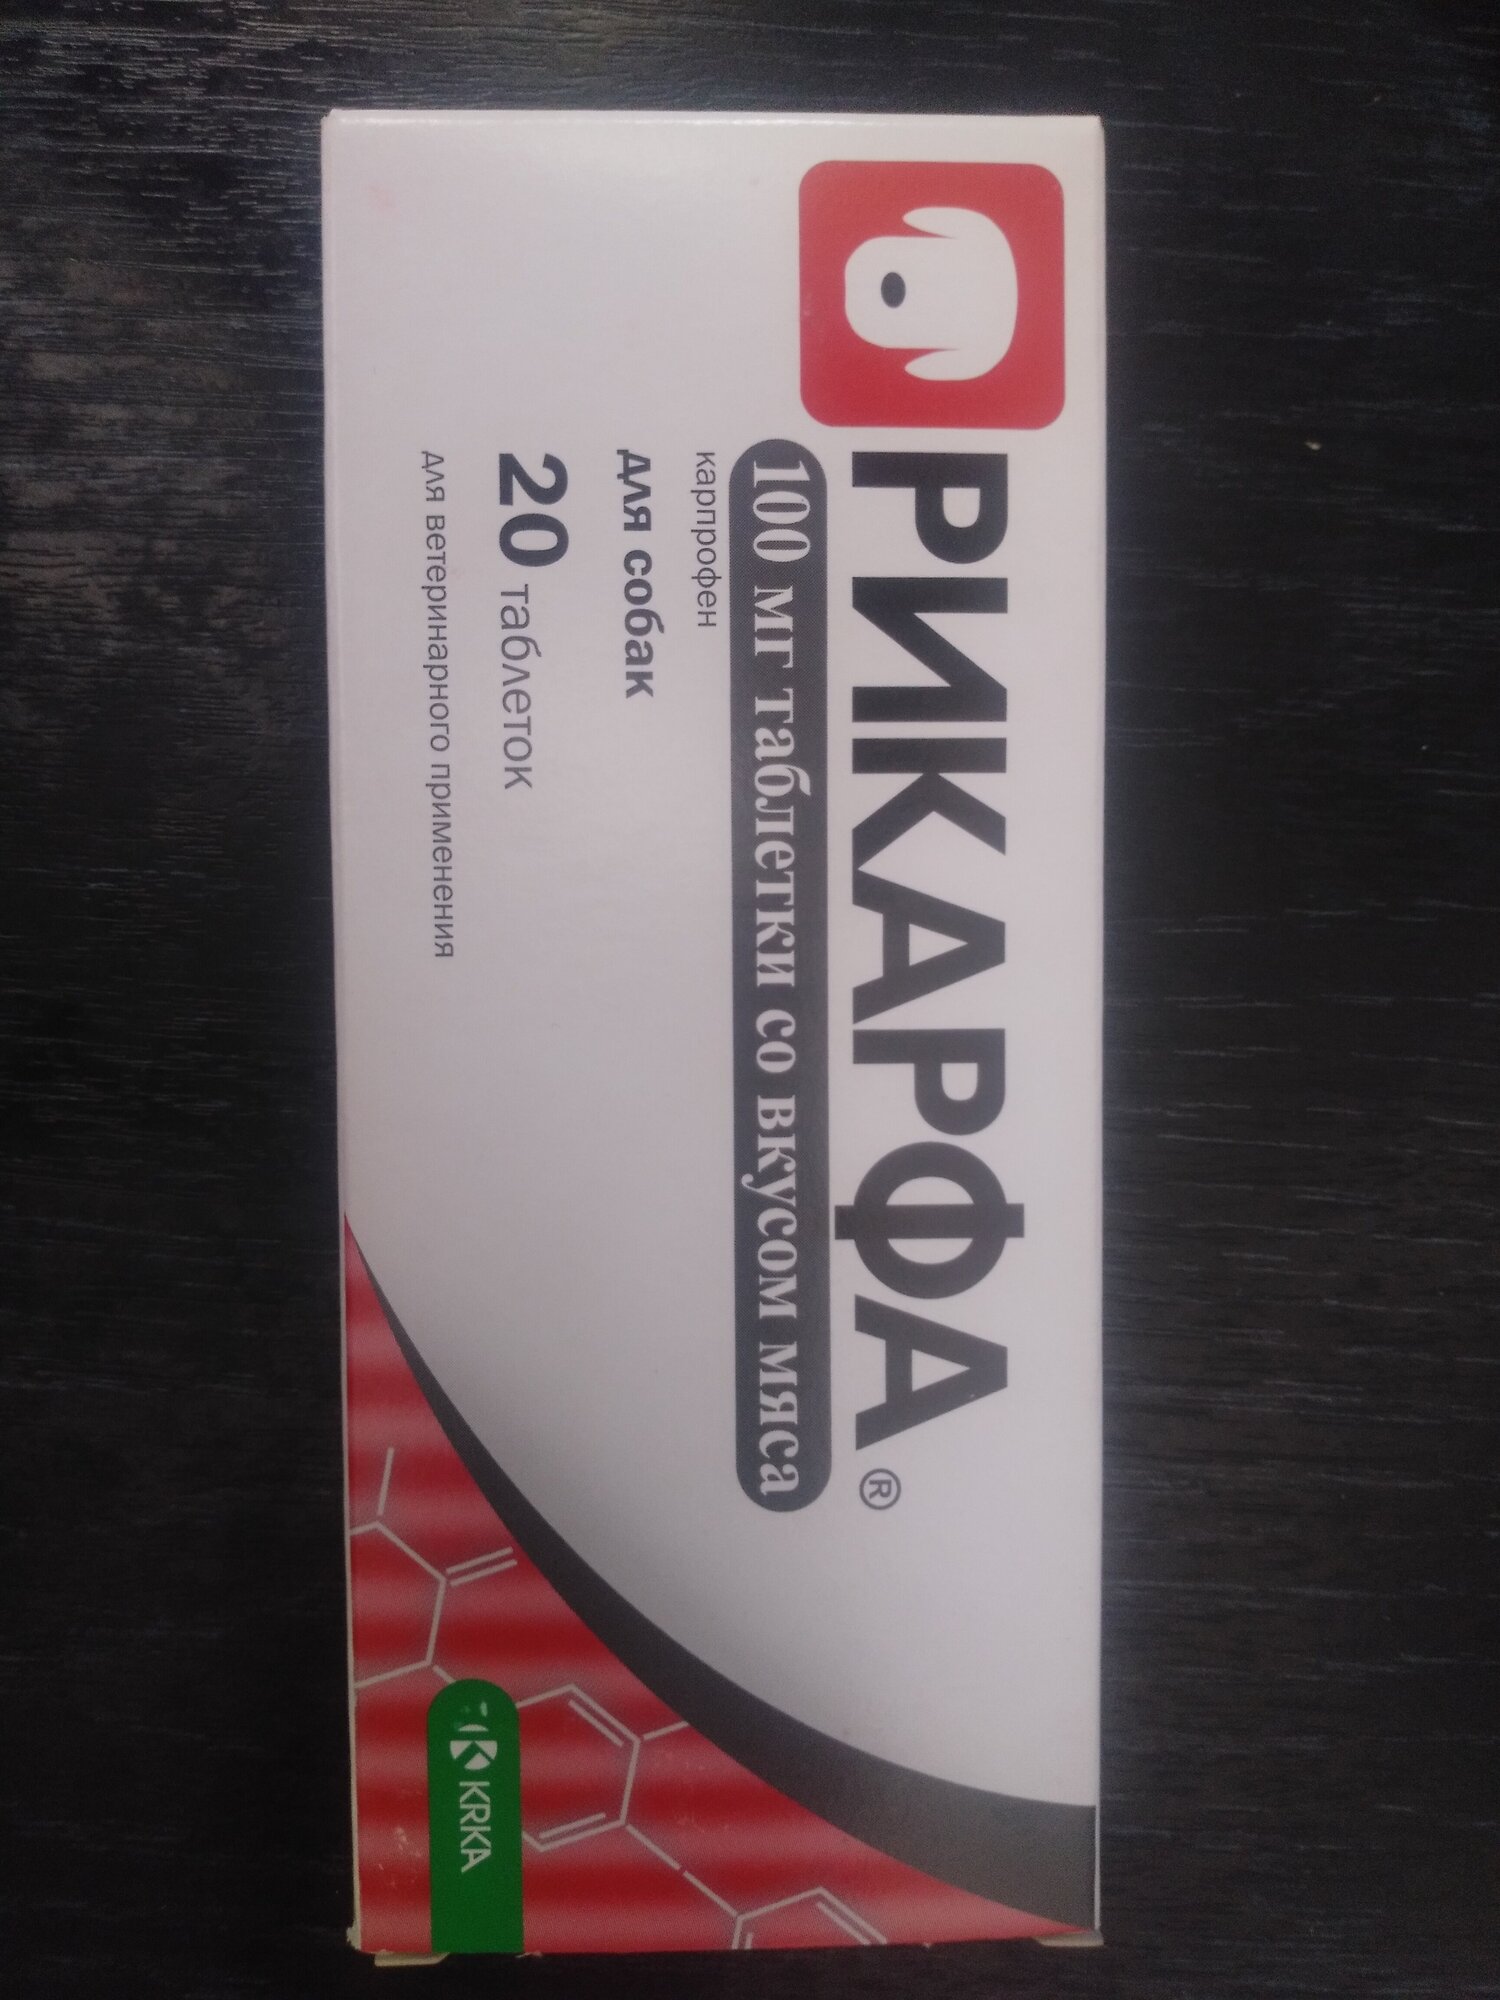 РИКАРФА®
100 мг таблетки со вкусом мяса
карпрофен
для собак
20 таблеток
для ветеринарного применения
KRKA